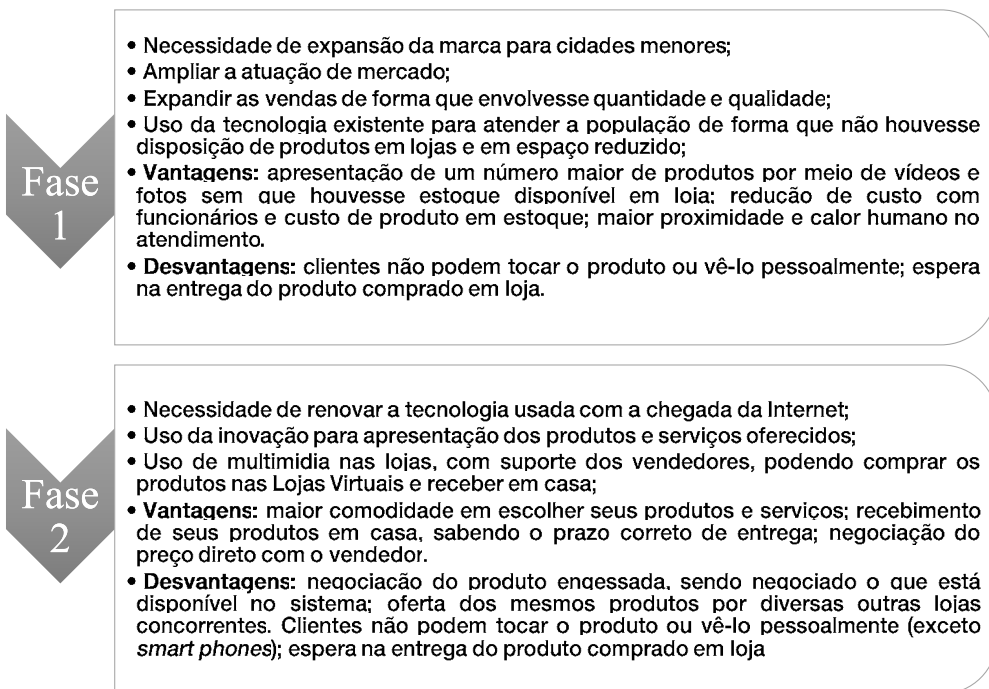 Fase
1
• Necessidade de expansão da marca para cidades menores;
• Ampliar a atuação de mercado;
• Expandir as vendas de forma que envolvesse quantidade e qualidade;
• Uso da tecnologia existente para atender a população de forma que não houvesse
disposição de produtos em lojas e em espaço reduzido;
• Vantagens: apresentação de um número maior de produtos por meio de vídeos e
fotos sem que houvesse estoque disponível em loja; redução de custo com
funcionários e custo de produto em estoque; maior proximidade e calor humano no
atendimento.
• Desvantagens: clientes não podem tocar o produto ou vê-lo pessoalmente; espera
na entrega do produto comprado em loja.
Fase
2
• Necessidade de renovar a tecnologia usada com a chegada da Internet;
• Uso da inovação para apresentação dos produtos e serviços oferecidos;
• Uso de multimidia nas lojas, com suporte dos vendedores, podendo comprar os
produtos nas Lojas Virtuais e receber em casa;
• Vantagens: maior comodidade em escolher seus produtos e serviços; recebimento
de seus produtos em casa, sabendo o prazo correto de entrega; negociação do
preço direto com o vendedor.
• Desvantagens: negociação do produto engessada, sendo negociado o que está
disponível no sistema; oferta dos mesmos produtos por diversas outras lojas
concorrentes. Clientes não podem tocar o produto ou vê-lo pessoalmente (exceto
smart phones); espera na entrega do produto comprado em loja